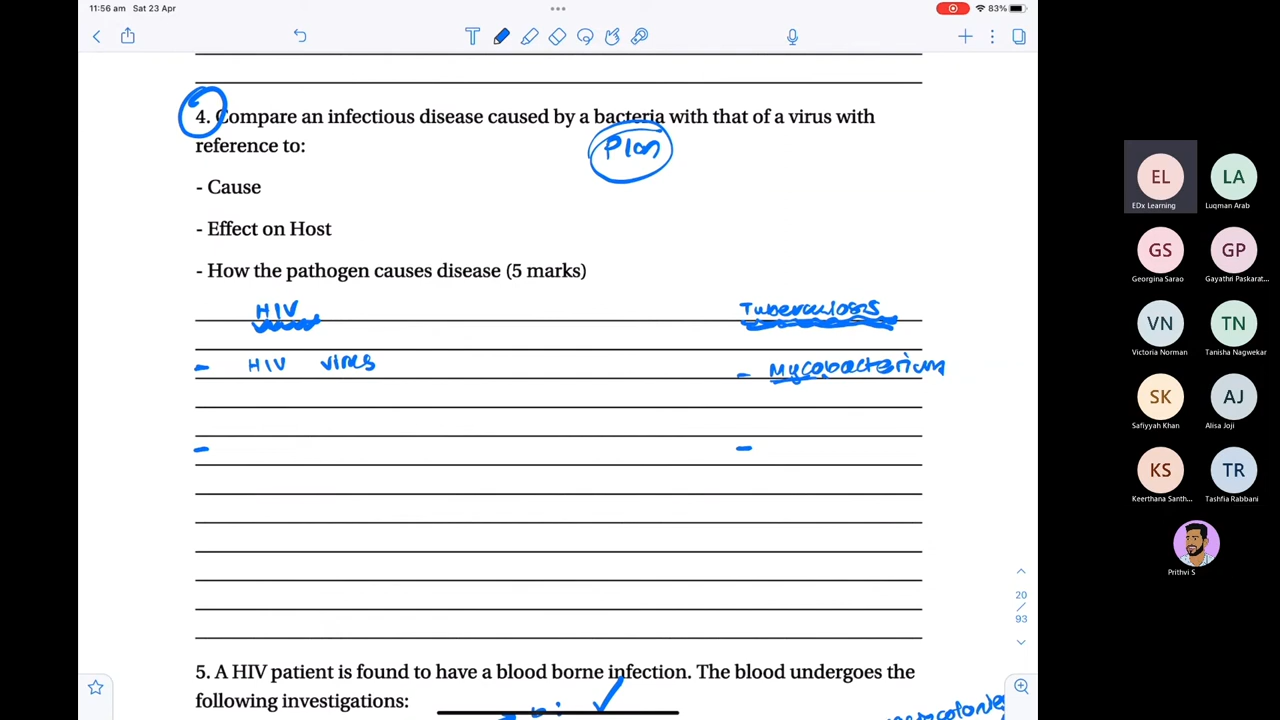 11:56 am Sat 23 Apr
83%
T
4. Compare an infectious disease caused by a bacteria with that of a virus with
reference to:
Plan
- Cause
- Effect on Host
- How the pathogen causes disease (5 marks)
HIV Tuberculosis
- HIV virus - Mycobacterium
- -
5. A HIV patient is found to have a blood borne infection. The blood undergoes the
following investigations:
20
/
93
EL LA
EDx Learning Luqman Arab
GS GP
Georgina Sarao Gayathri Paskarat...
VN TN
Victoria Norman Tanisha Nagwekar
SK AJ
Safiyyah Khan Alisa Joji
KS TR
Keerthana Santh... Tashfia Rabbani
Prithvi S